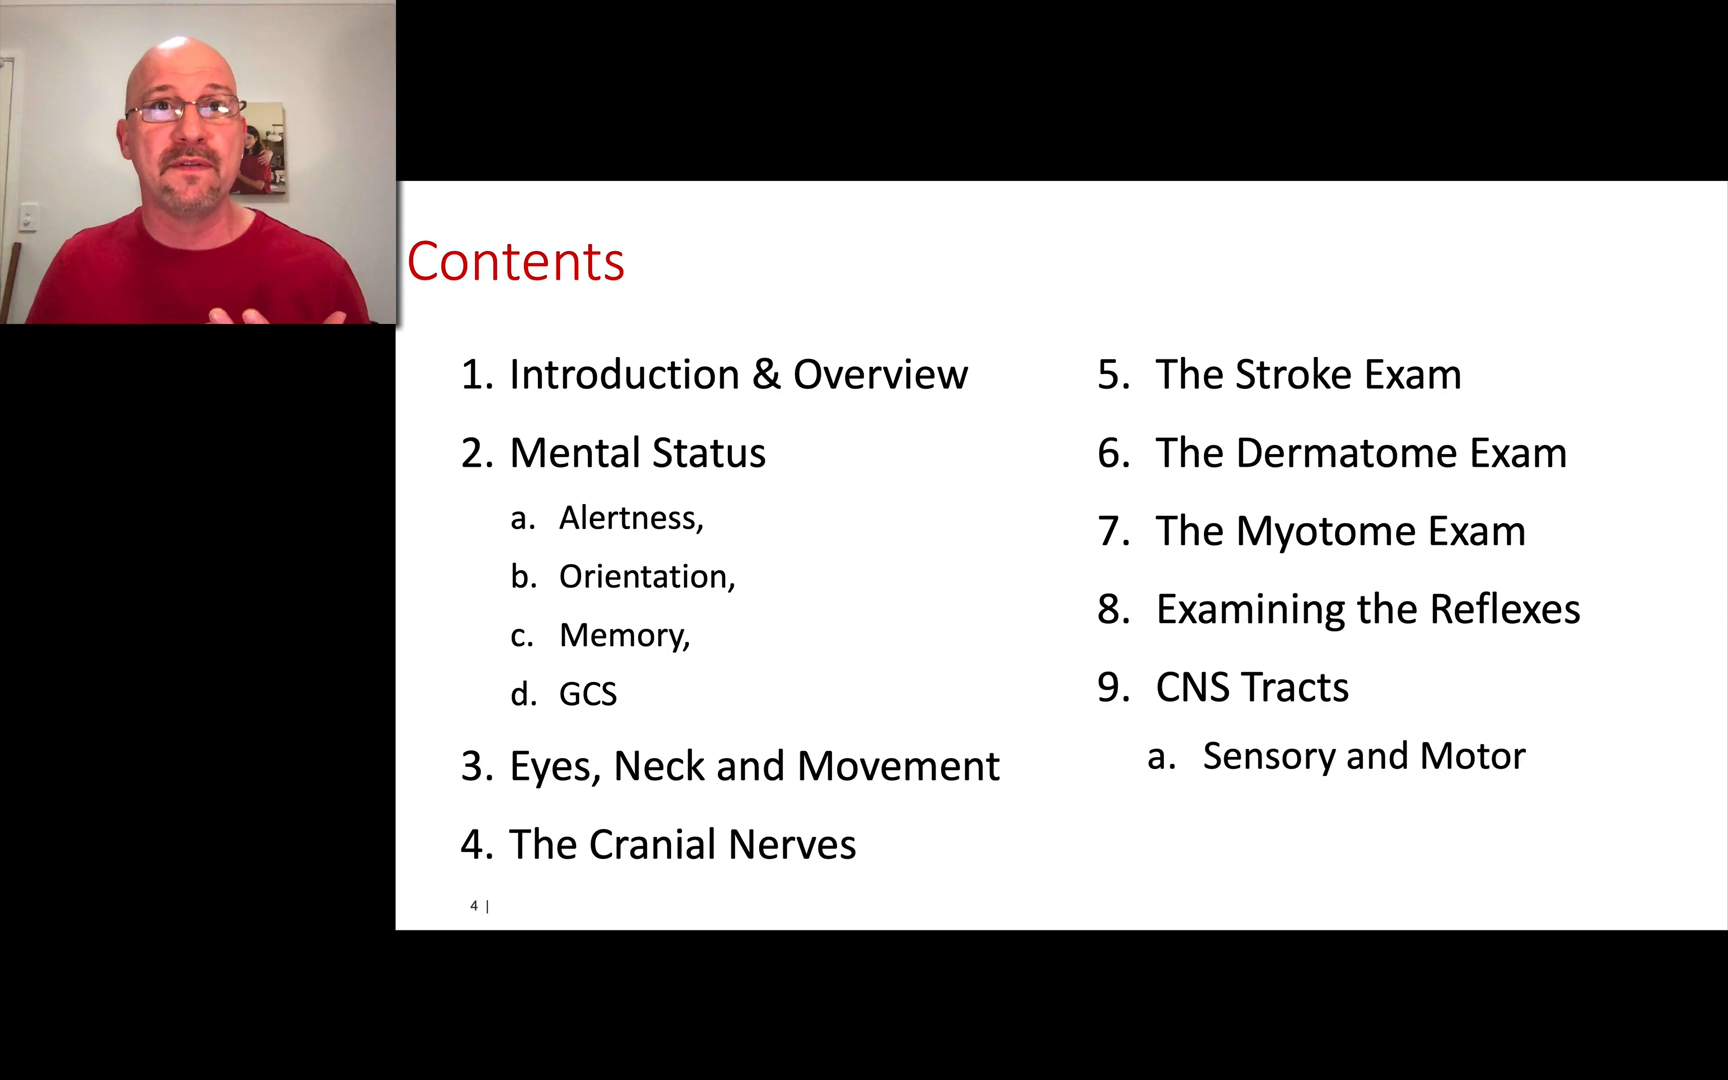 Contents
1. Introduction & Overview
2. Mental Status
a. Alertness,
b. Orientation,
c. Memory,
d. GCS
3. Eyes, Neck and Movement
4. The Cranial Nerves
5. The Stroke Exam
6. The Dermatome Exam
7. The Myotome Exam
8. Examining the Reflexes
9. CNS Tracts
a. Sensory and Motor
4 |